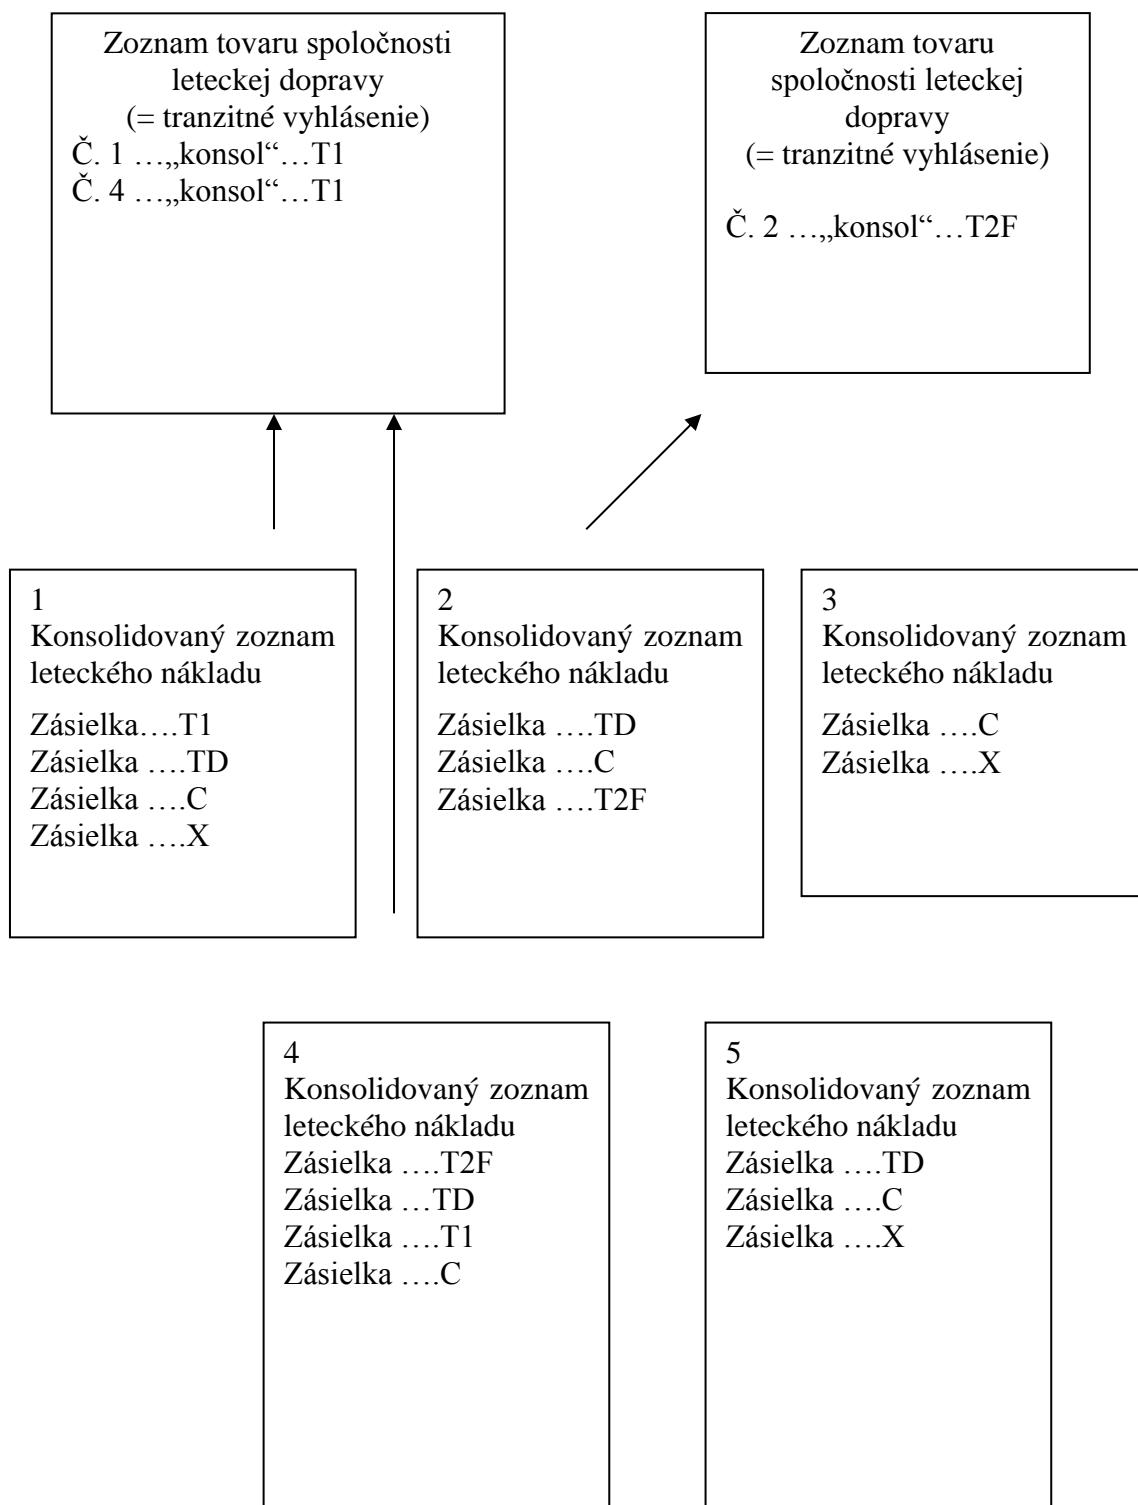 Zoznam tovaru spoločnosti
leteckej dopravy
(= tranzitné vyhlásenie)
Č. 1 …„konsol“…T1
Č. 4 …„konsol“…T1
Zoznam tovaru
spoločnosti leteckej
dopravy
(= tranzitné vyhlásenie)
Č. 2 …„konsol“…T2F
1
Konsolidovaný zoznam
leteckého nákladu
Zásielka….T1
Zásielka ….TD
Zásielka ….C
Zásielka ….X
2
Konsolidovaný zoznam
leteckého nákladu
Zásielka ….TD
Zásielka ….C
Zásielka ….T2F
3
Konsolidovaný zoznam
leteckého nákladu
Zásielka ….C
Zásielka ….X
4
Konsolidovaný zoznam
leteckého nákladu
Zásielka ….T2F
Zásielka …TD
Zásielka ….T1
Zásielka ….C
5
Konsolidovaný zoznam
leteckého nákladu
Zásielka ….TD
Zásielka ….C
Zásielka ….X